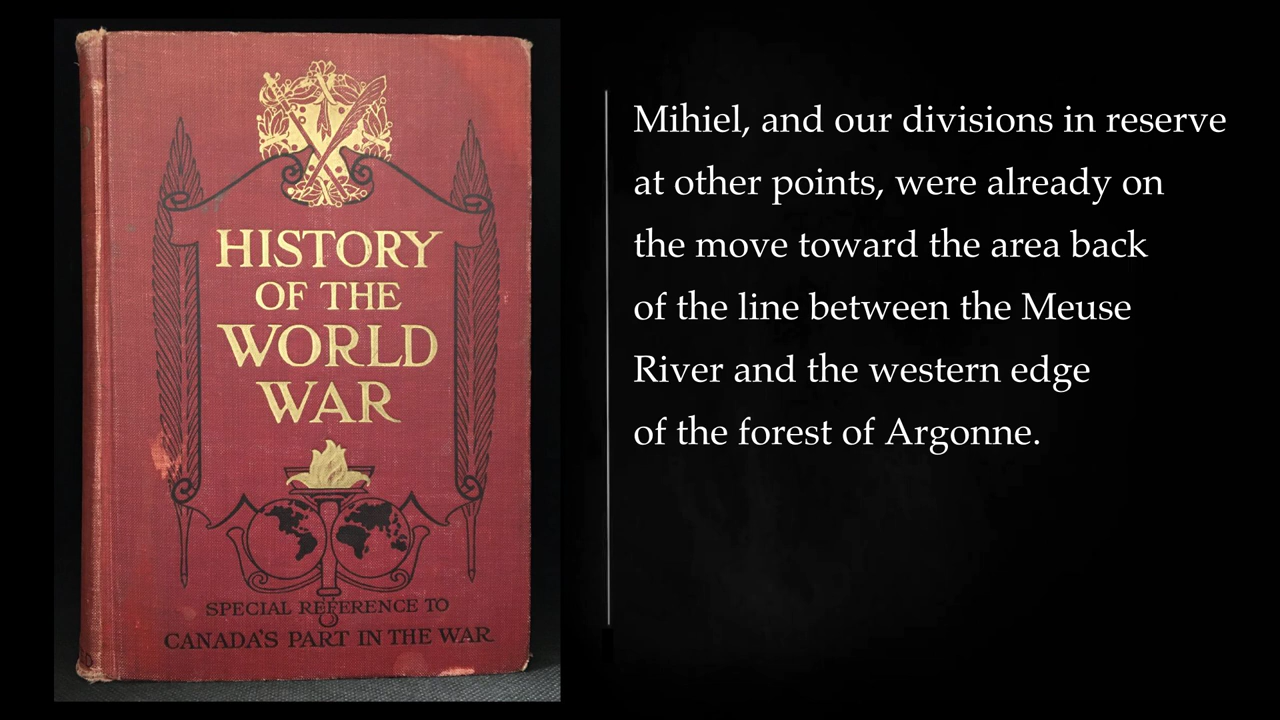 HISTORY
OF THE
WORLD
WAR
SPECIAL REFERENCE TO
CANADA'S PART IN THE WAR
Mihiel, and our divisions in reserve
at other points, were already on
the move toward the area back
of the line between the Meuse
River and the western edge
of the forest of Argonne.